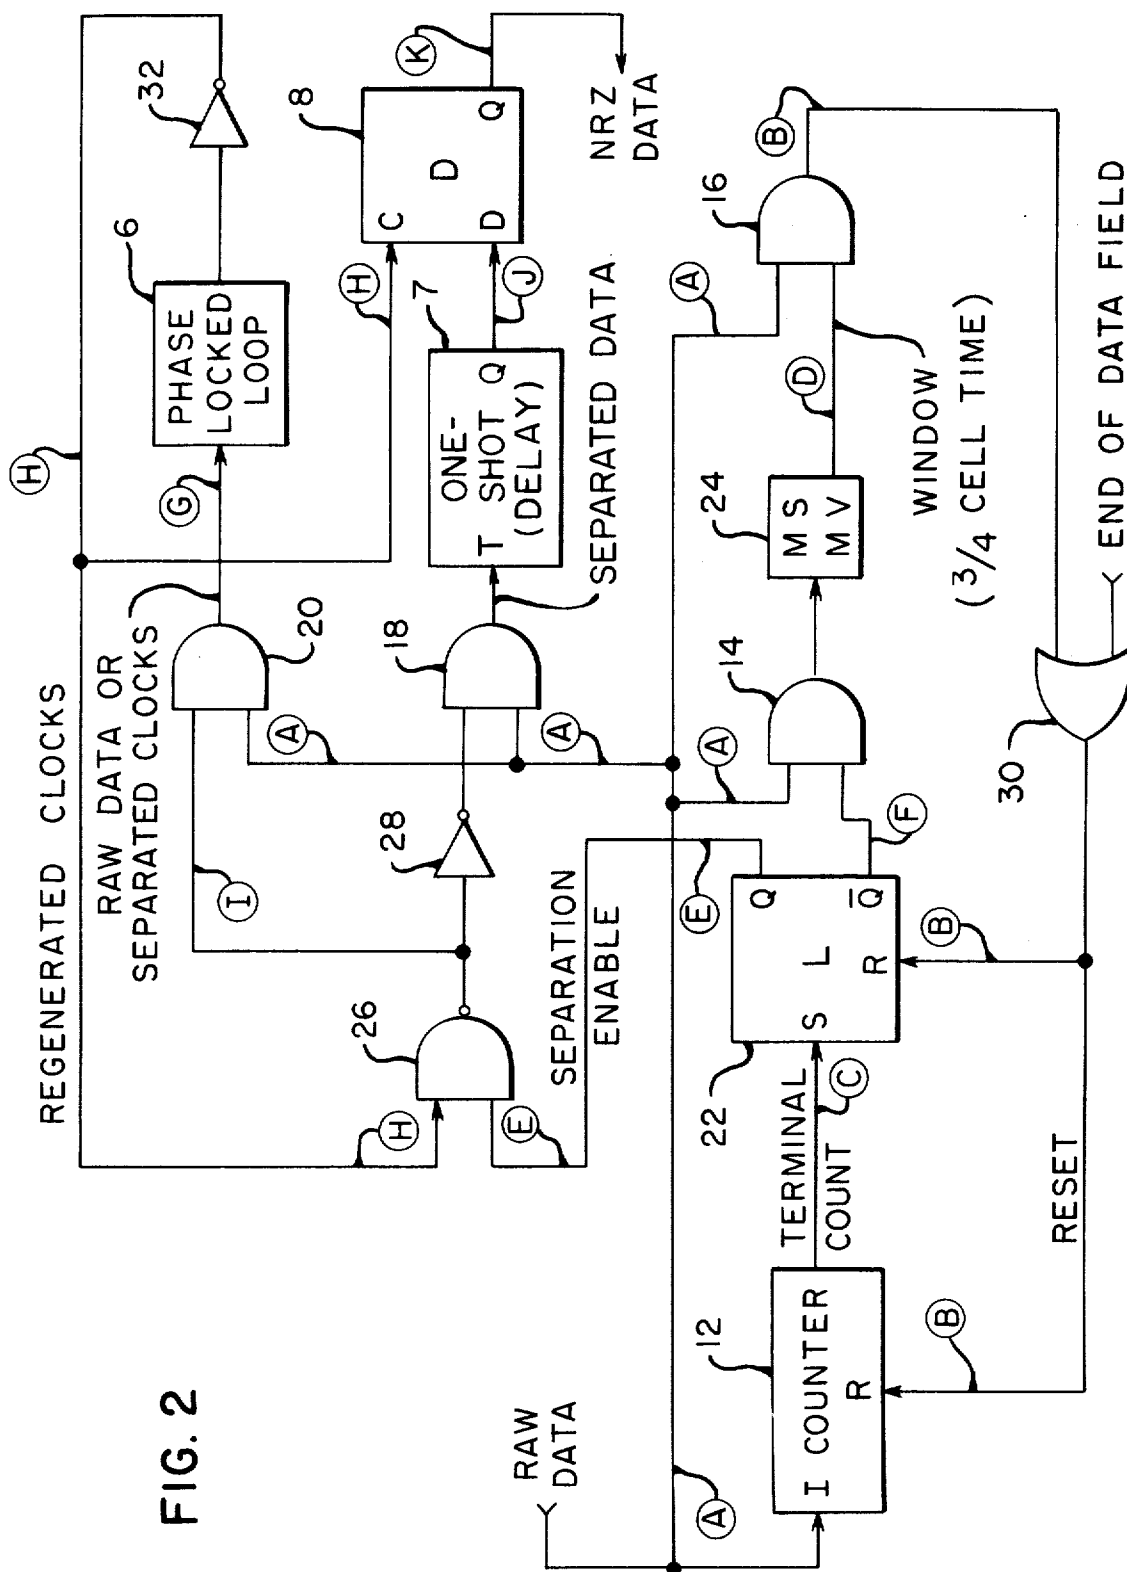 FIG. 2
REGENERATED CLOCKS
H
32
6
PHASE
LOCKED
LOOP
G
RAW DATA OR
SEPARATED CLOCKS
20
I
A
H
8
C
D
D
Q
K
NRZ
DATA
H
J
7
ONE-
T SHOT Q
(DELAY)
SEPARATED DATA
18
A
28
26
H
E
SEPARATION
ENABLE
E
RAW
DATA
A
12
I COUNTER
R
B
TERMINAL
COUNT
C
22
S
L
Q
Q̅
R
B
F
A
14
24
M S
M V
D
WINDOW
(3/4 CELL TIME)
A
16
B
30
END OF DATA FIELD
RESET